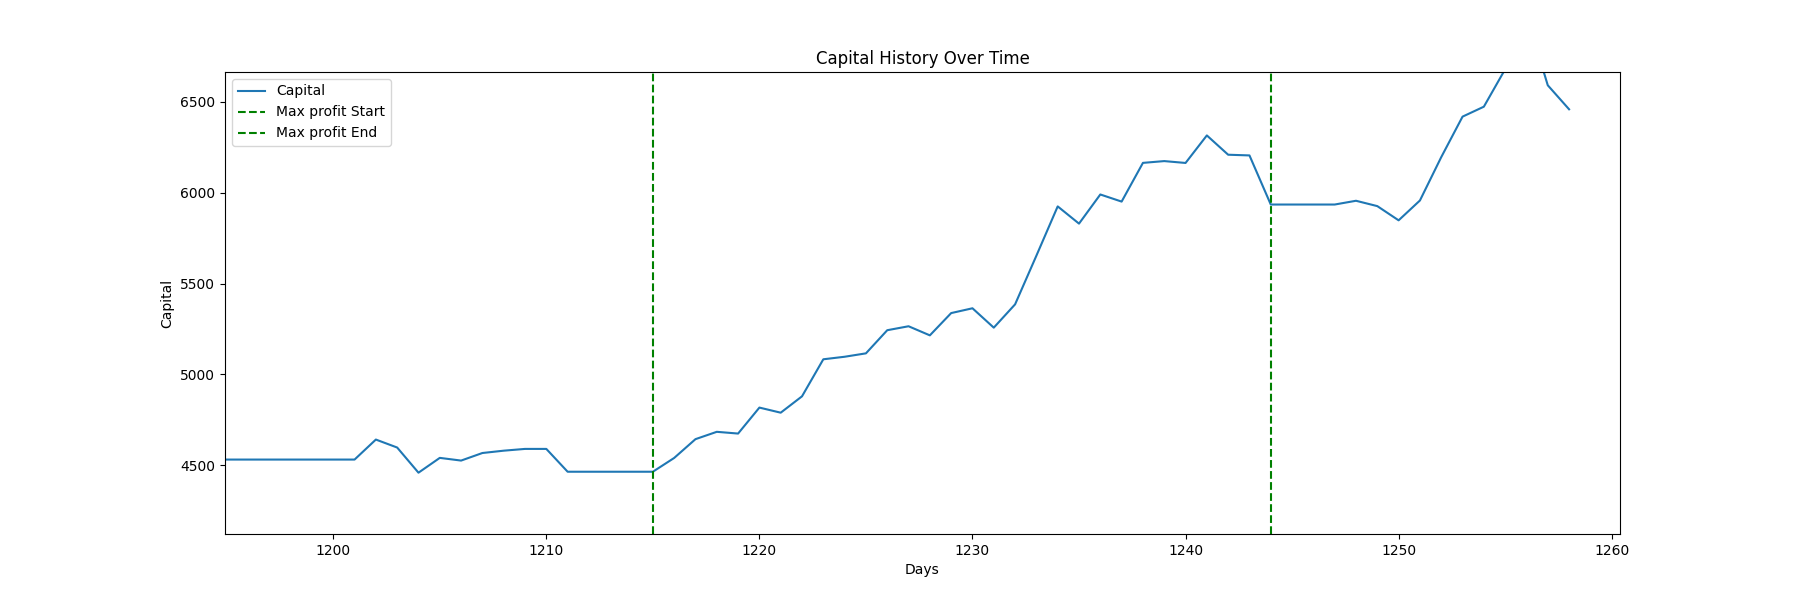 Capital History Over Time
Capital
Max profit Start
Max profit End
6500
6000
5500
5000
4500
Capital
1200 1210 1220 1230 1240 1250 1260
Days